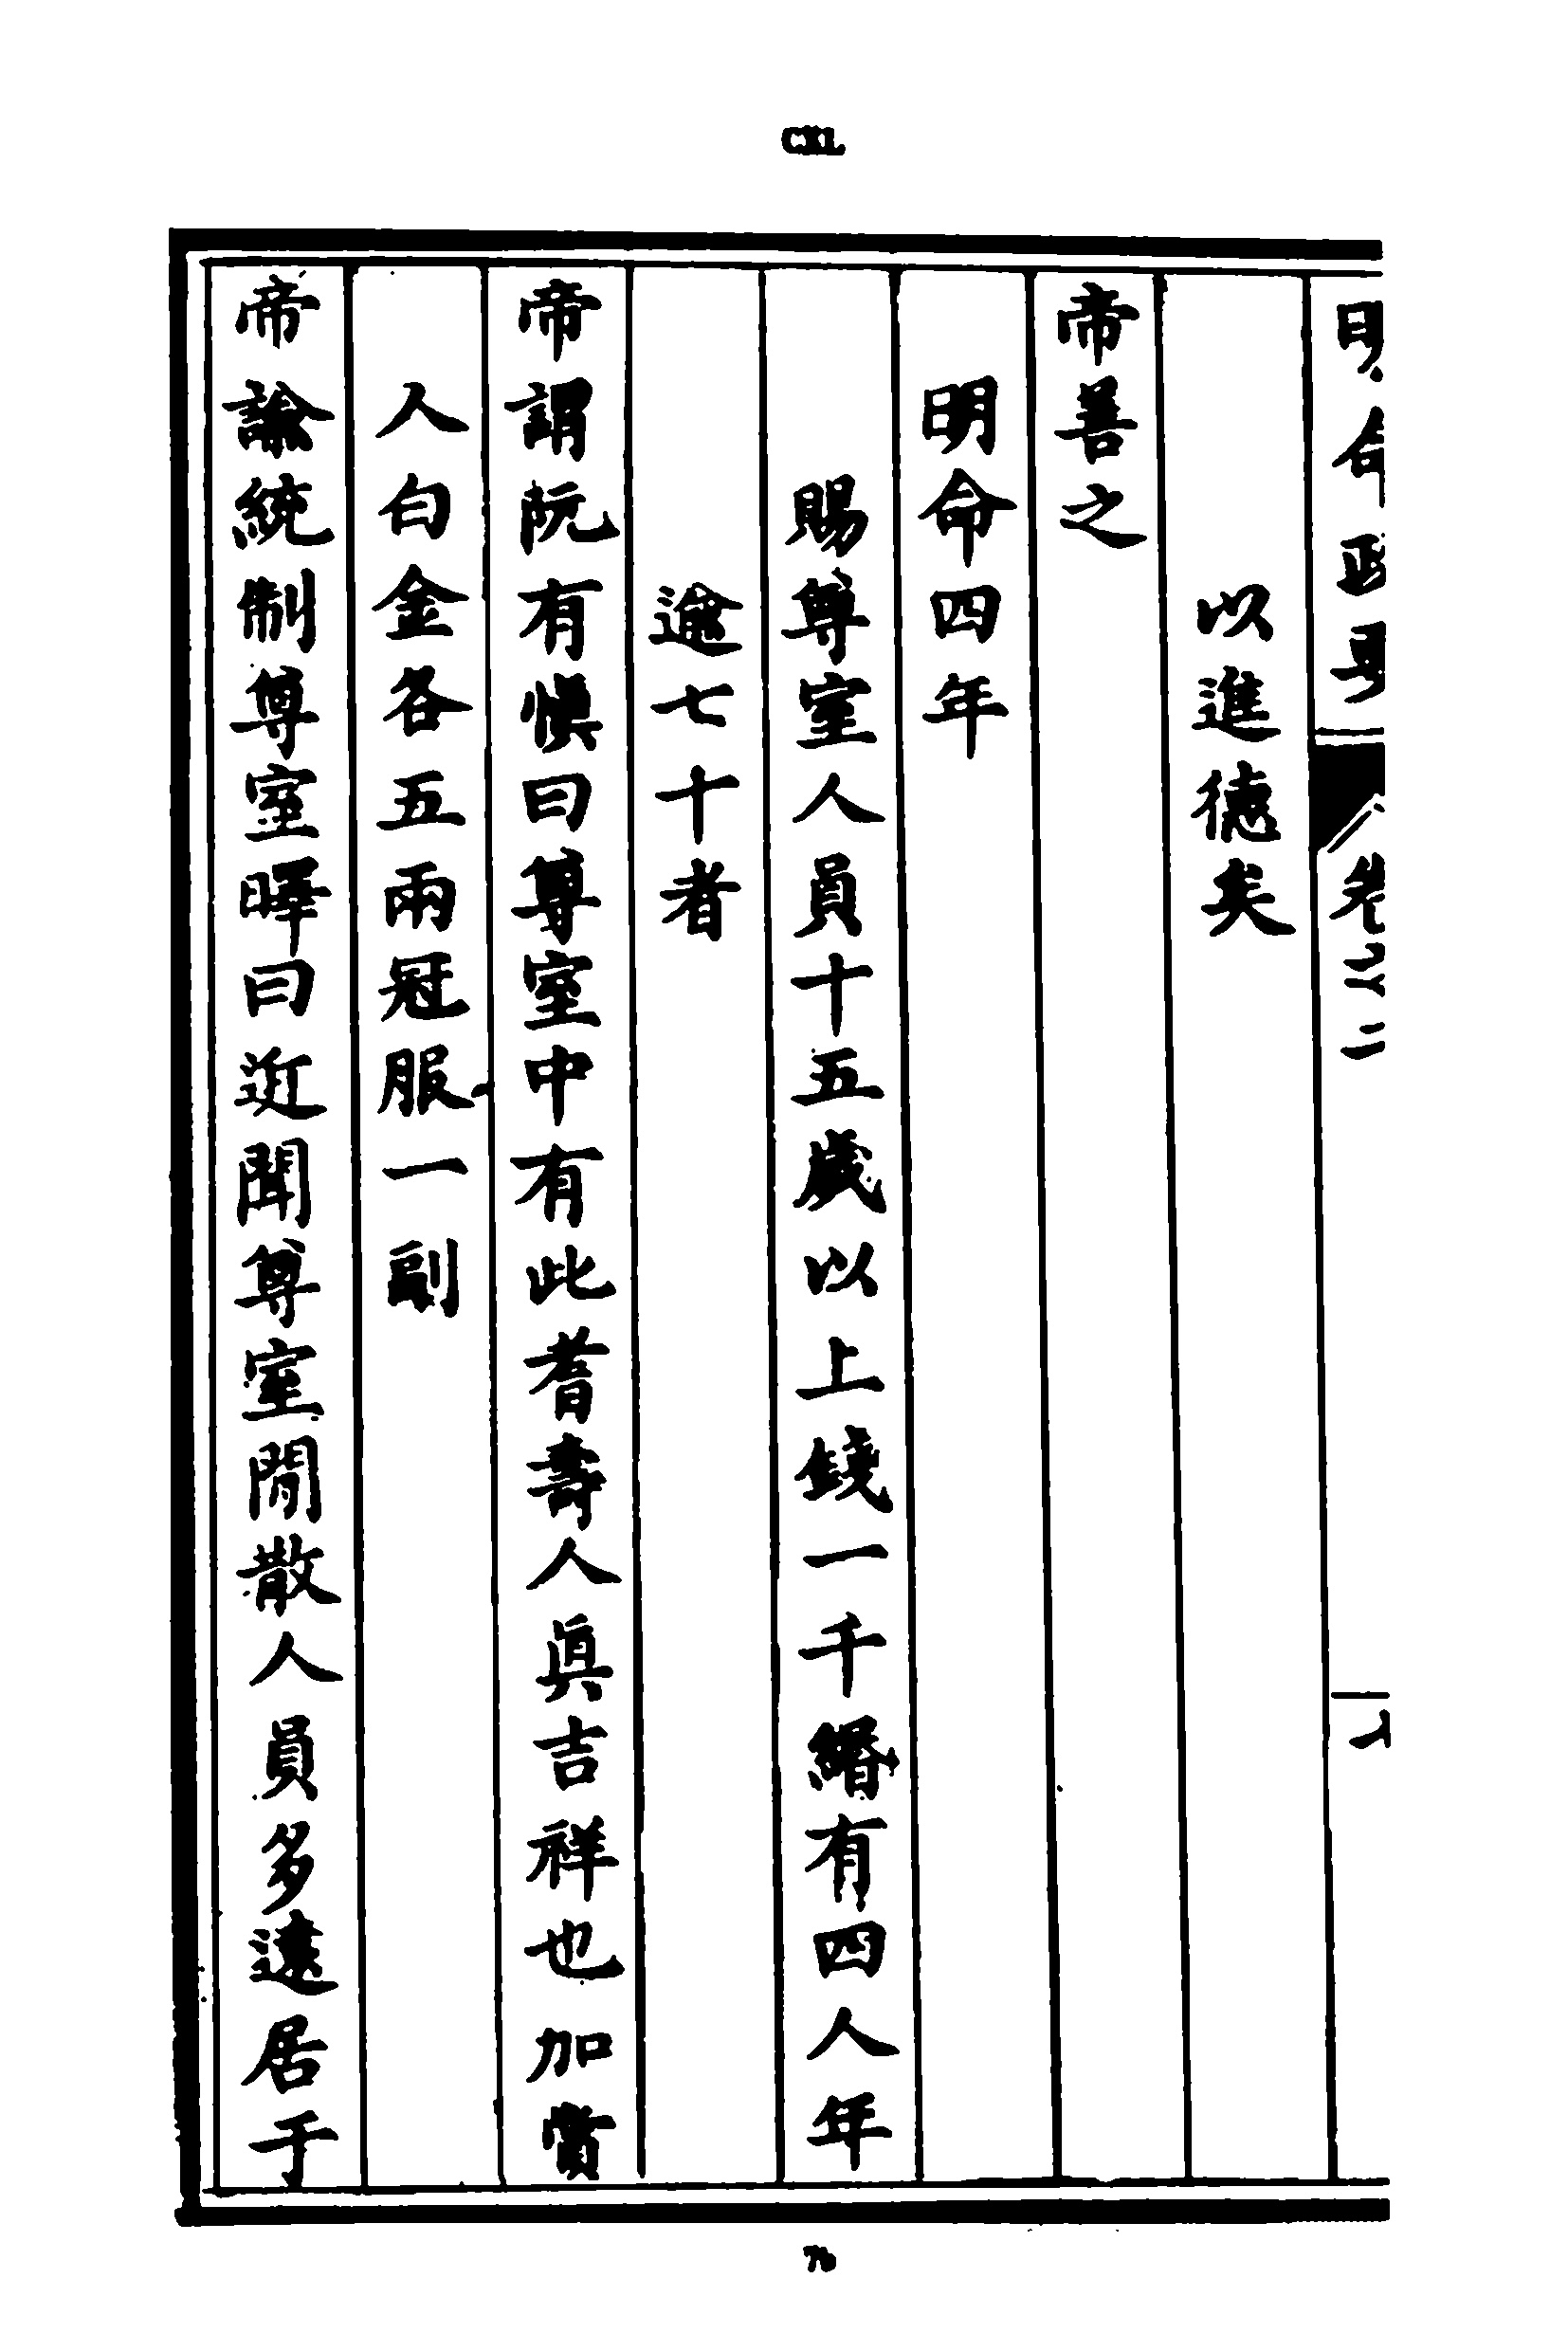 CXL
明命政要 卷之二 八
以進德矣
帝善之
明命四年
賜尊室人員十五歲以上錢一千緡有四人年
逾七十者
帝謂阮有愼曰尊室中有此耆壽人眞吉祥也加賞
人白金各五兩冠服一副
帝諭統制尊室曄曰近聞尊室閒散人員多遠居于
7b